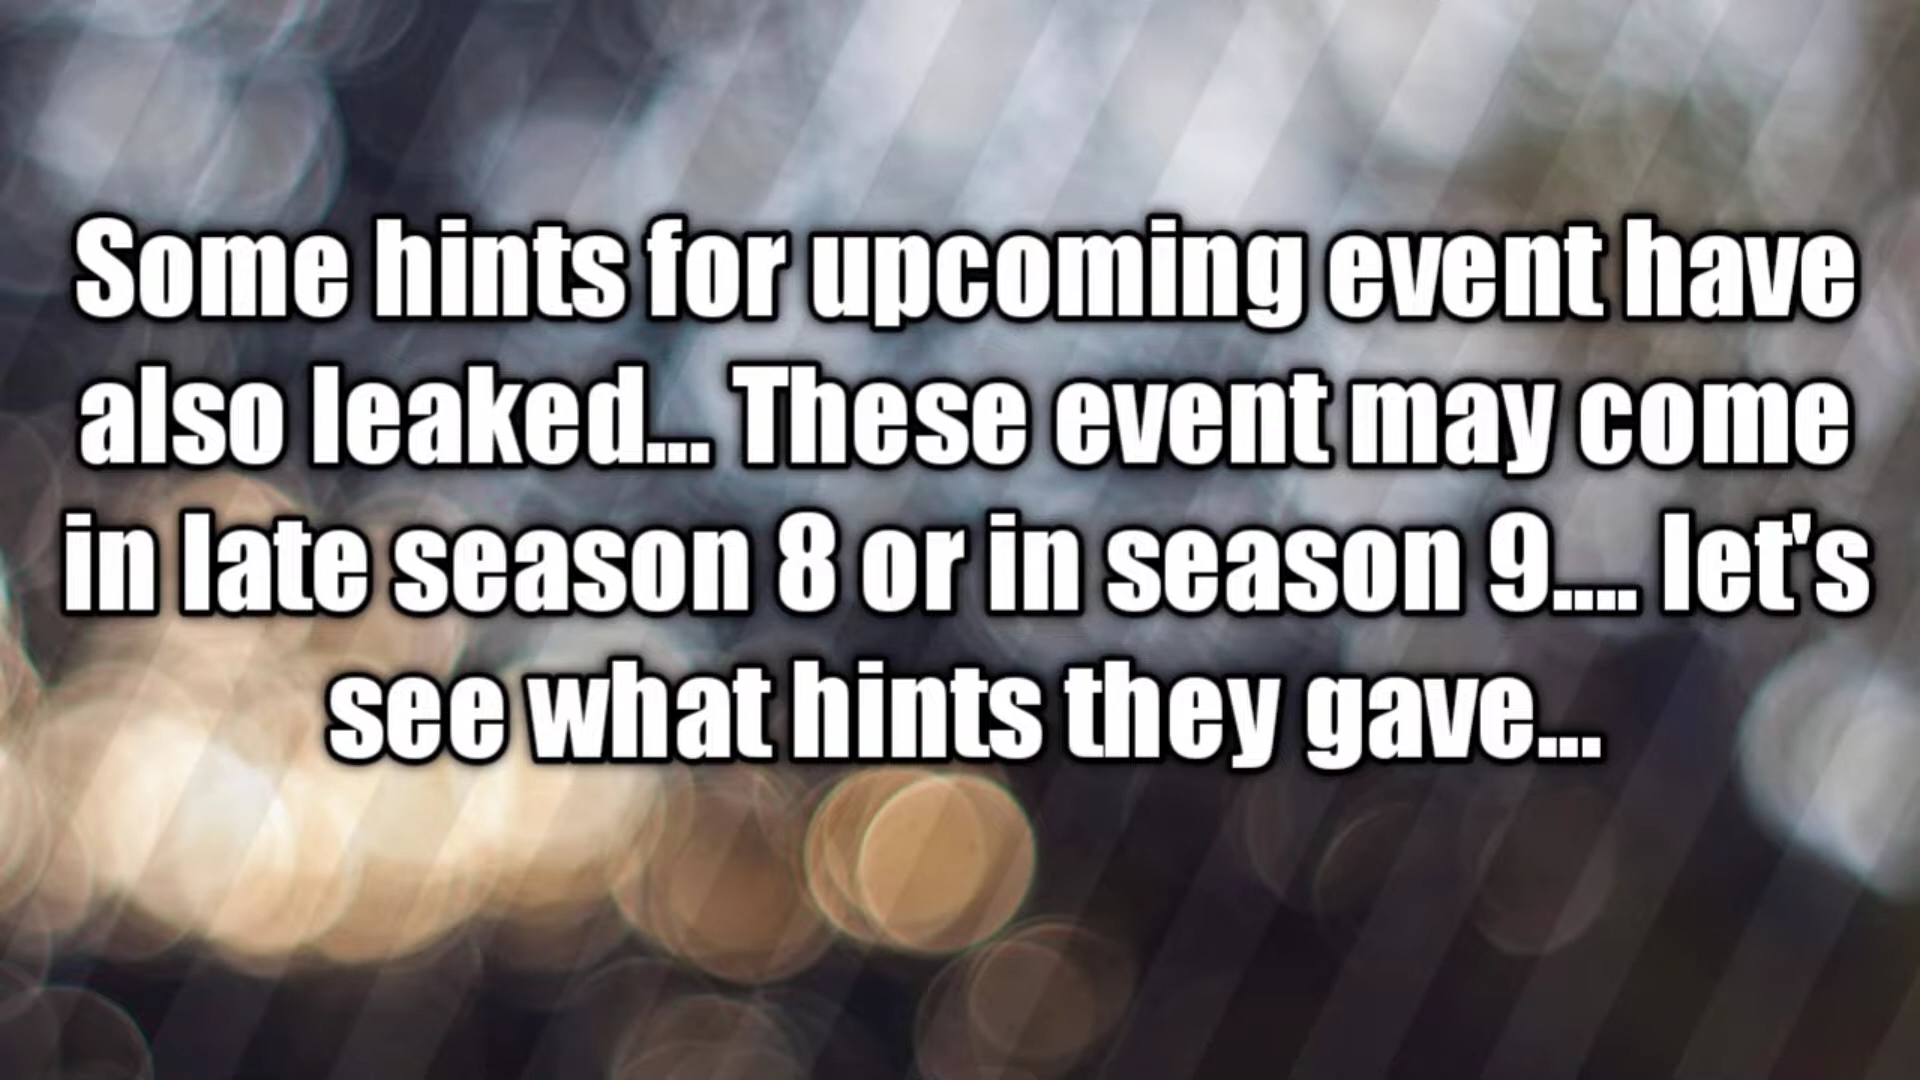 Some hints for upcoming event have
also leaked... These event may come
in late season 8 or in season 9.... let's
see what hints they gave...